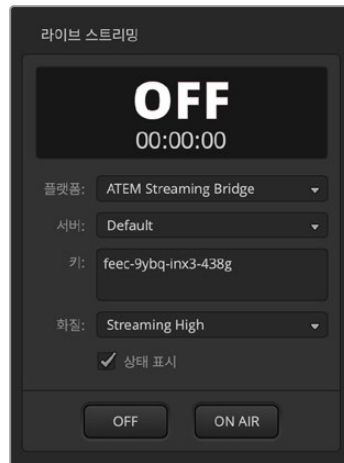 라이브 스트리밍
OFF
00:00:00
플랫폼: ATEM Streaming Bridge
서버: Default
키: feec-9ybq-inx3-438g
화질: Streaming High
상태 표시
OFF ON AIR